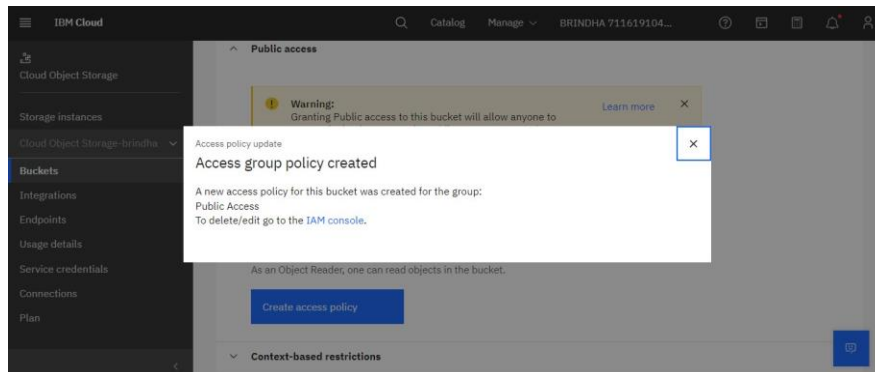 IBM Cloud
Catalog
Manage
BRINDHA 711619104...
Cloud Object Storage
Storage instances
Cloud Object Storage-brindha
Buckets
Integrations
Endpoints
Usage details
Service credentials
Connections
Plan
Public access
Warning:
Granting Public access to this bucket will allow anyone to
Learn more
Access policy update
Access group policy created
A new access policy for this bucket was created for the group:
Public Access
To delete/edit go to the IAM console.
As an Object Reader, one can read objects in the bucket.
Create access policy
Context-based restrictions